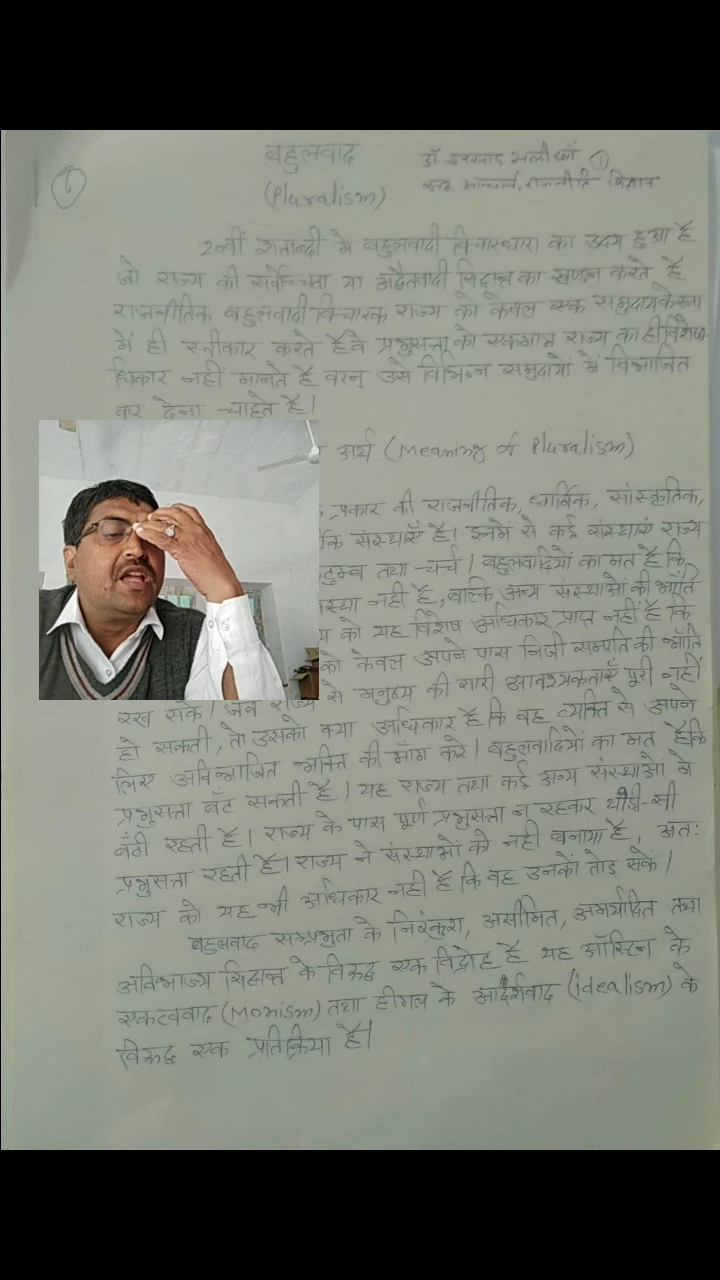 बहुलवाद
(Pluralism)
डॉ. इरशाद अली खाँ ①
सह आचार्य, राजनीति विज्ञान
20वीं शताब्दी में बहुलवादी विचारधारा का उदय हुआ है
जो राज्य की सर्वोच्चता या अद्वैतवादी सिद्वान्त का खण्डन करते है
राजनीतिक बहुलवादी विचारक राज्य को केवल एक समुदाय के रूप
में ही स्वीकार करते है वे प्रभुसत्ता को एकमात्र राज्य का ही विशेषा-
धिकार नहीं मानते है वरन् उसे विभिन्न समुदायों में विभाजित
कर देना चाहते है।
अर्थ (Meaning of Pluralism)
प्रकार की राजनीतिक, धार्मिक, सांस्कृतिक,
कि संस्थाएँ है। इनमें से कई संस्थाएं राज्य
टुम्ब तथा चर्च। बहुलवादियों का मत है कि
स्था नही है, बल्कि अन्य संस्थाओं की भाँति
को यह विशेष अधिकार प्राप्त नहीं है कि
को केवल अपने पास निजी सम्पति की भाँति
रख सके। जब राज्य से मनुष्य की सारी आवश्यकताएँ पूरी नहीं
हो सकती, तो उसको क्या अधिकार है कि वह व्यक्ति से अपने
लिए अविभाजित भक्ति की माँग करे। बहुलवादियों का मत है कि
प्रभुसत्ता बँट सकती है। यह राज्य तथा कई अन्य संस्थाओं में
बँटी रहती है। राज्य के पास पूर्ण प्रभुसत्ता न रहकर थोड़ी-सी
प्रभुसत्ता रहती है। राज्य ने संस्थाओं को नही बनाया है, अतः
राज्य को यह भी अधिकार नही है कि वह उनको तोड़ सके।
बहुलवाद सम्प्रभुता के निरंकुश, असीमित, अमर्यादित तथा
अविभाज्य सिद्धान्त के विरूद्ध एक विद्रोह है यह ऑस्टिन के
एकत्ववाद (Monism) तथा हीगल के आदर्शवाद (idealism) के
विरूद्ध एक प्रतिक्रिया है।